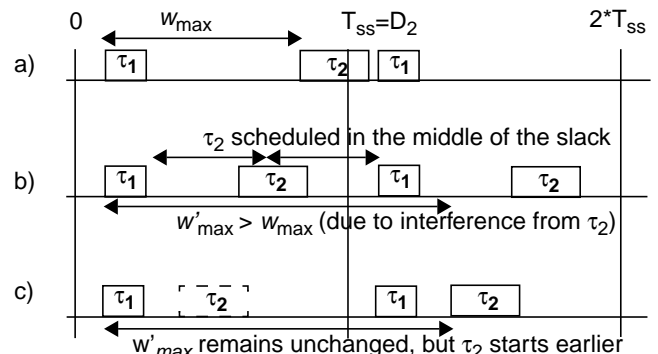 0 w_max T_ss=D_2 2*T_ss
a) τ_1 τ_2 τ_1
τ_2 scheduled in the middle of the slack
b) τ_1 τ_2 τ_1 τ_2
w'_max > w_max (due to interference from τ_2)
c) τ_1 τ_2 τ_1 τ_2
w'_max remains unchanged, but τ_2 starts earlier